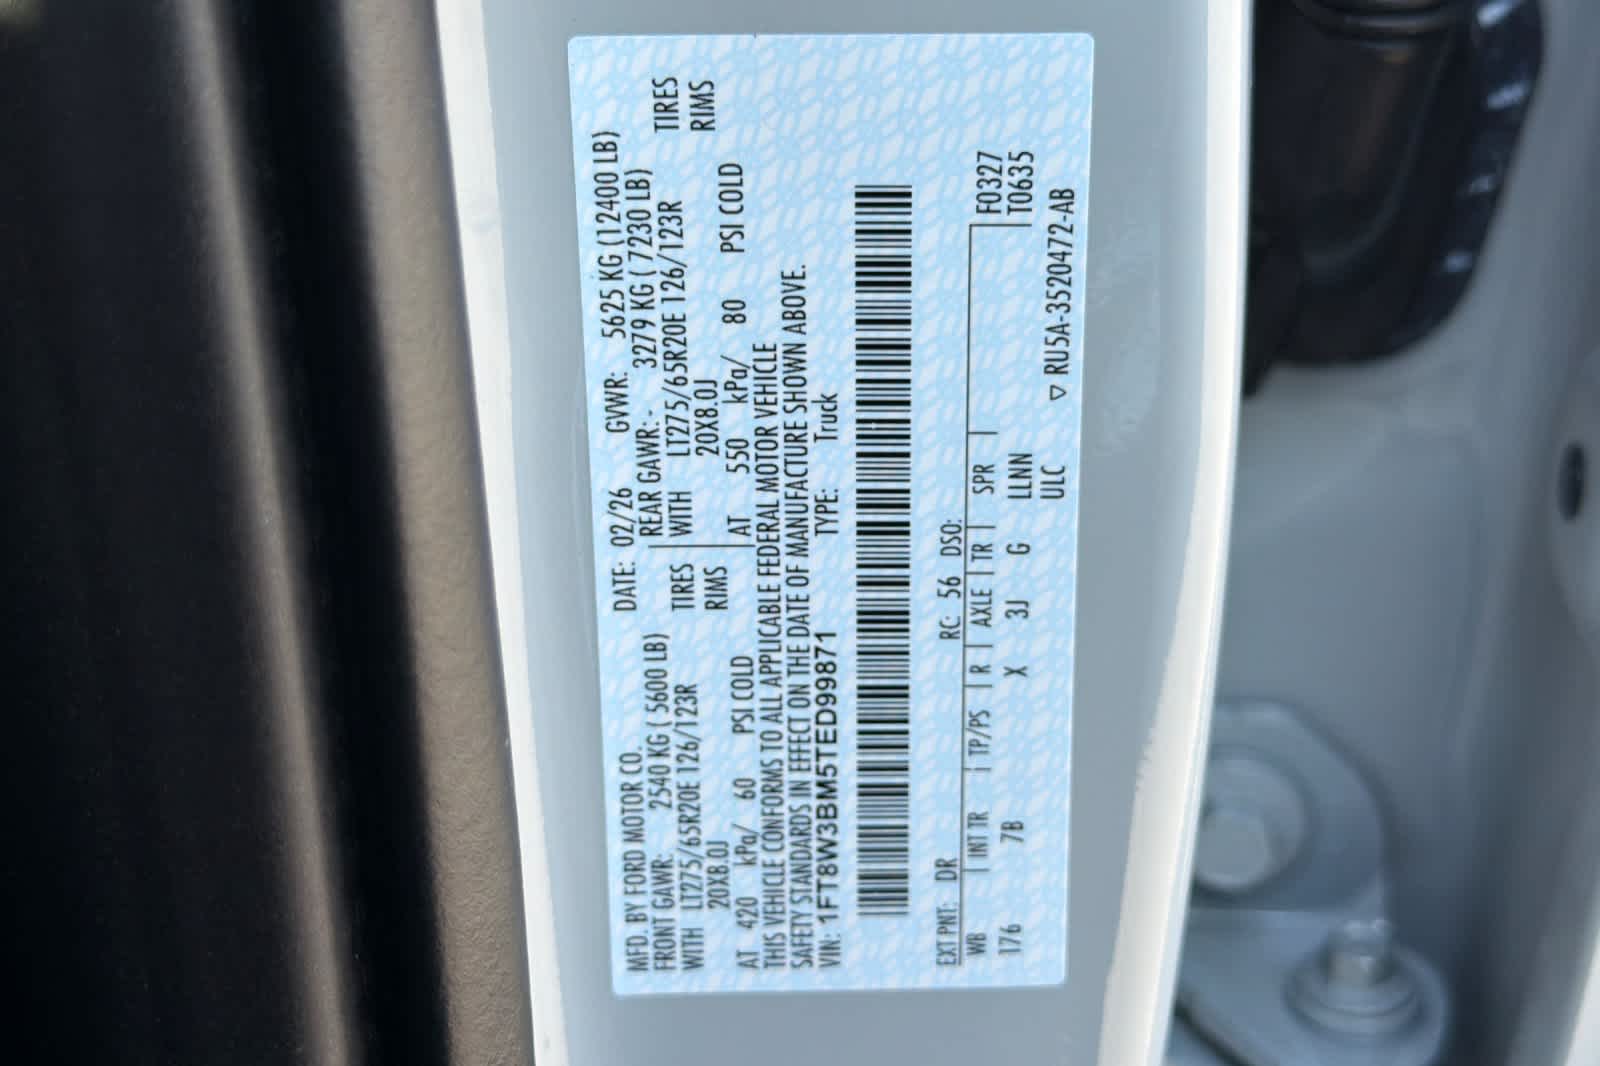 MFD. BY FORD MOTOR CO. DATE: 02/26 GVWR: 5625 KG (12400 LB)
FRONT GAWR: 2540 KG ( 5600 LB) REAR GAWR:- 3279 KG ( 7230 LB)
WITH LT275/65R20E 126/123R TIRES WITH LT275/65R20E 126/123R TIRES
20X8.0J RIMS 20X8.0J RIMS
AT 420 kPa/ 60 PSI COLD AT 550 kPa/ 80 PSI COLD
THIS VEHICLE CONFORMS TO ALL APPLICABLE FEDERAL MOTOR VEHICLE
SAFETY STANDARDS IN EFFECT ON THE DATE OF MANUFACTURE SHOWN ABOVE.
VIN: 1FT8W3BM5TED99871 TYPE: Truck
EXT PNT: DR RC: 56 DSO: F0327
WB INT TR TP/PS R AXLE TR SPR T0635
176 7B X 3J G LLNN
ULC ▽ RU5A-3520472-AB